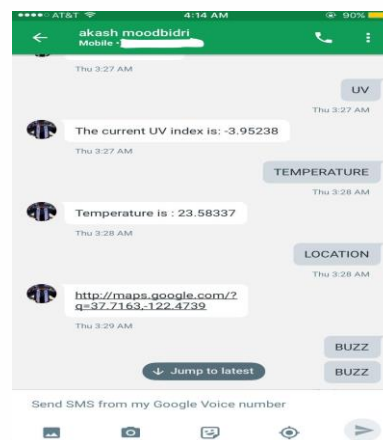 AT&T 4:14 AM 90%
akash moodbidri
Mobile •
Thu 3:27 AM
UV
Thu 3:27 AM
The current UV index is: -3.95238
Thu 3:27 AM
TEMPERATURE
Thu 3:28 AM
Temperature is : 23.58337
Thu 3:28 AM
LOCATION
Thu 3:28 AM
http://maps.google.com/?
q=37.7163,-122.4739
Thu 3:29 AM
BUZZ
Jump to latest
BUZZ
Send SMS from my Google Voice number